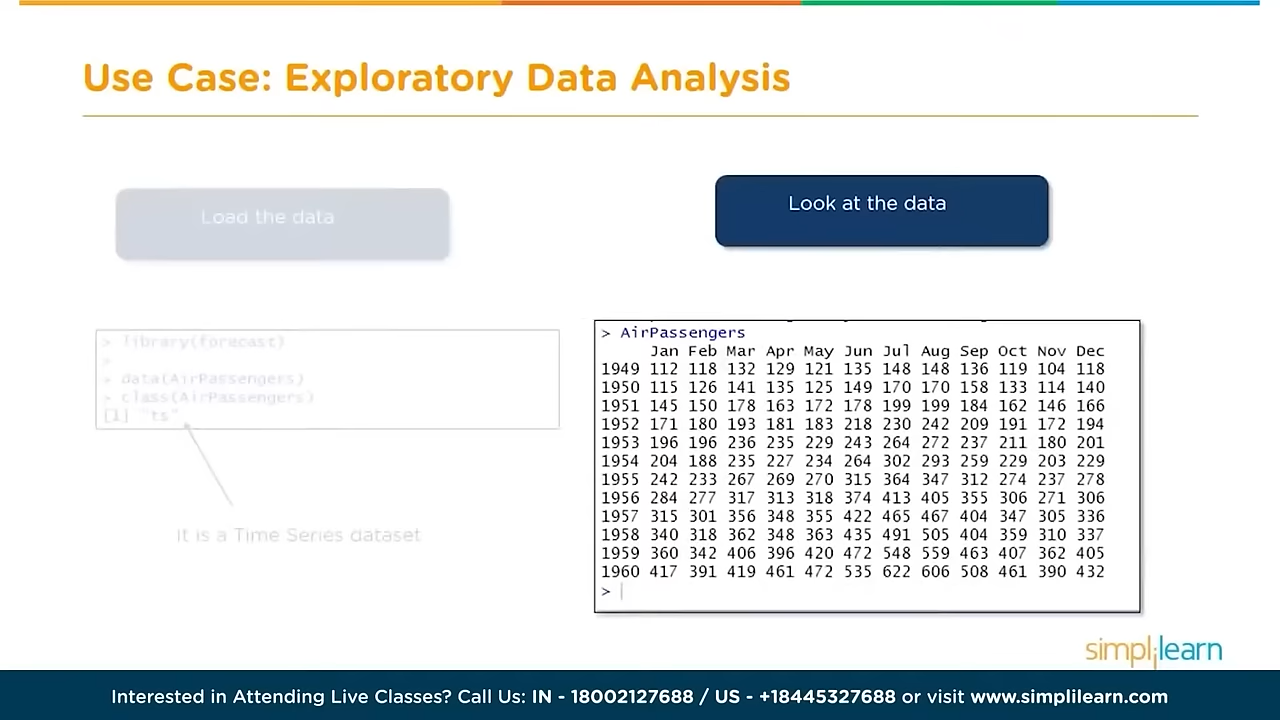 Use Case: Exploratory Data Analysis
Load the data
Look at the data
> library(forecast)
>
> data(AirPassengers)
> class(AirPassengers)
[1] "ts"
It is a Time Series dataset
> AirPassengers
Jan Feb Mar Apr May Jun Jul Aug Sep Oct Nov Dec
1949 112 118 132 129 121 135 148 148 136 119 104 118
1950 115 126 141 135 125 149 170 170 158 133 114 140
1951 145 150 178 163 172 178 199 199 184 162 146 166
1952 171 180 193 181 183 218 230 242 209 191 172 194
1953 196 196 236 235 229 243 264 272 237 211 180 201
1954 204 188 235 227 234 264 302 293 259 229 203 229
1955 242 233 267 269 270 315 364 347 312 274 237 278
1956 284 277 317 313 318 374 413 405 355 306 271 306
1957 315 301 356 348 355 422 465 467 404 347 305 336
1958 340 318 362 348 363 435 491 505 404 359 310 337
1959 360 342 406 396 420 472 548 559 463 407 362 405
1960 417 391 419 461 472 535 622 606 508 461 390 432
>
simplilearn
Interested in Attending Live Classes? Call Us: IN - 18002127688 / US - +18445327688 or visit www.simplilearn.com